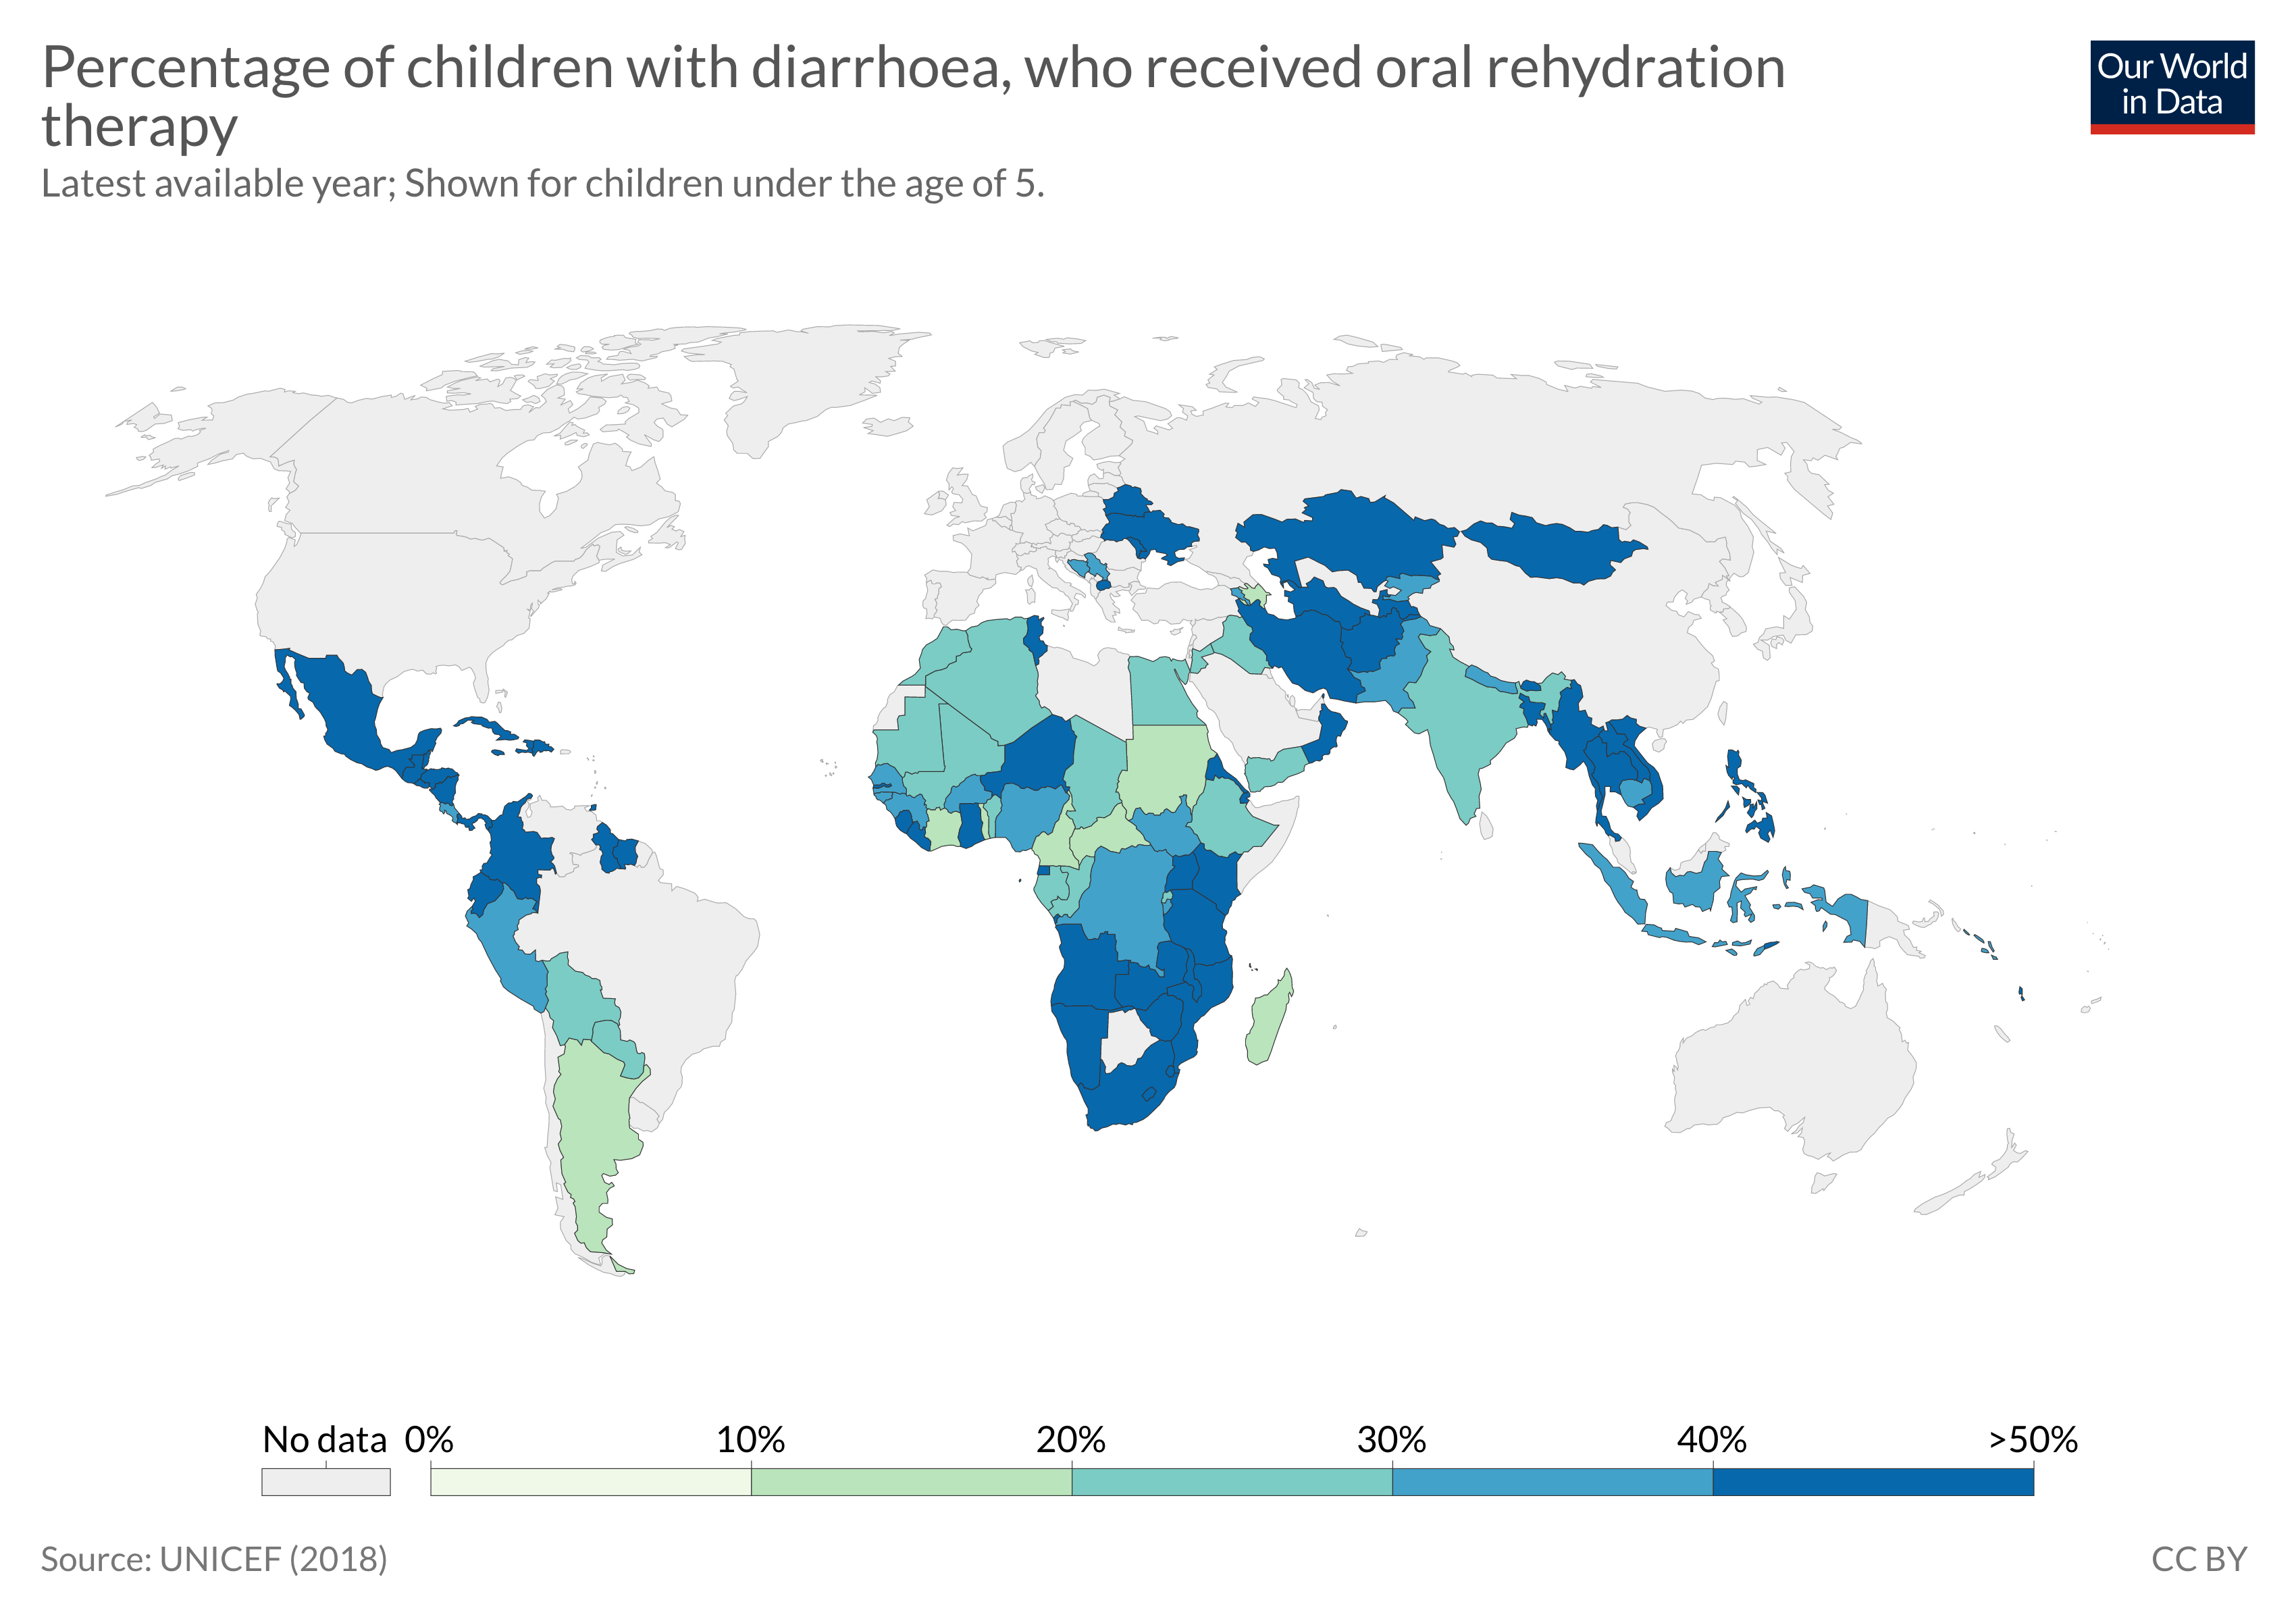 Percentage of children with diarrhoea, who received oral rehydration
therapy
Latest available year; Shown for children under the age of 5.
Our World
in Data
No data 0% 10% 20% 30% 40% >50%
Source: UNICEF (2018)
CC BY